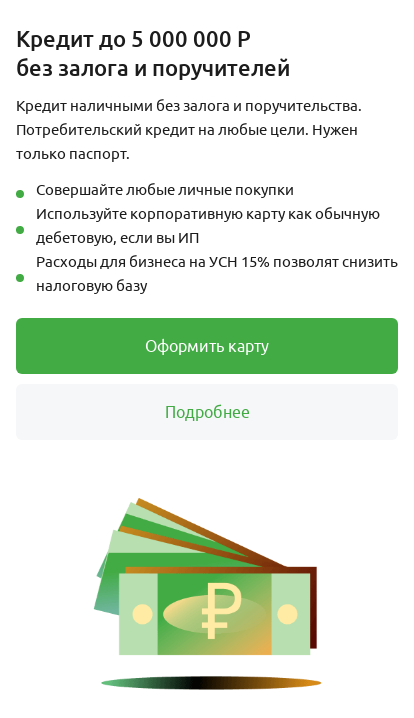 Кредит до 5 000 000 Р
без залога и поручителей
Кредит наличными без залога и поручительства.
Потребительский кредит на любые цели. Нужен
только паспорт.
Совершайте любые личные покупки
Используйте корпоративную карту как обычную
дебетовую, если вы ИП
Расходы для бизнеса на УСН 15% позволят снизить
налоговую базу
Оформить карту
Подробнее
₽